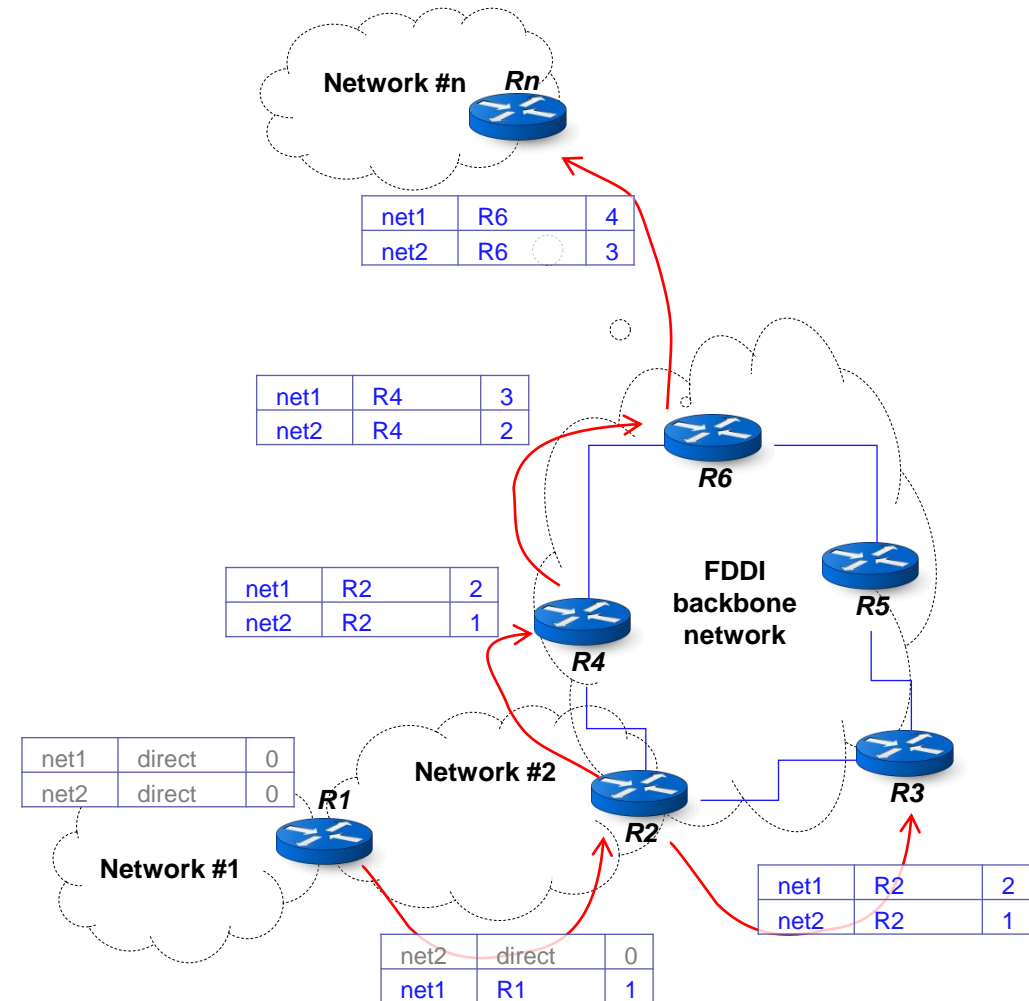 Network #n
Rn
net1 R6 4
net2 R6 3
net1 R4 3
net2 R4 2
R6
net1 R2 2
net2 R2 1
FDDI
backbone
network
R5
R4
net1 direct 0
net2 direct 0
Network #2
R1
R2
R3
Network #1
net1 R2 2
net2 R2 1
net2 direct 0
net1 R1 1